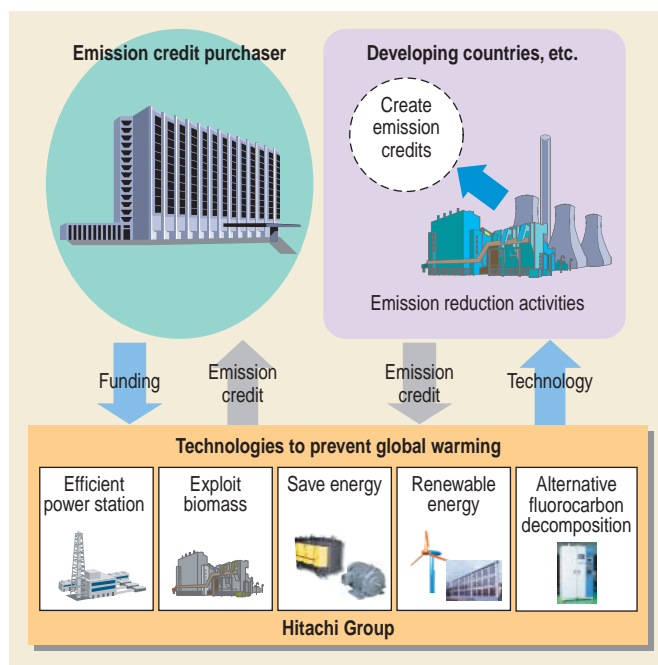 Emission credit purchaser
Developing countries, etc.
Create
emission
credits
Emission reduction activities
Funding
Emission
credit
Emission
credit
Technology
Technologies to prevent global warming
Efficient
power station
Exploit
biomass
Save energy
Renewable
energy
Alternative
fluorocarbon
decomposition
Hitachi Group